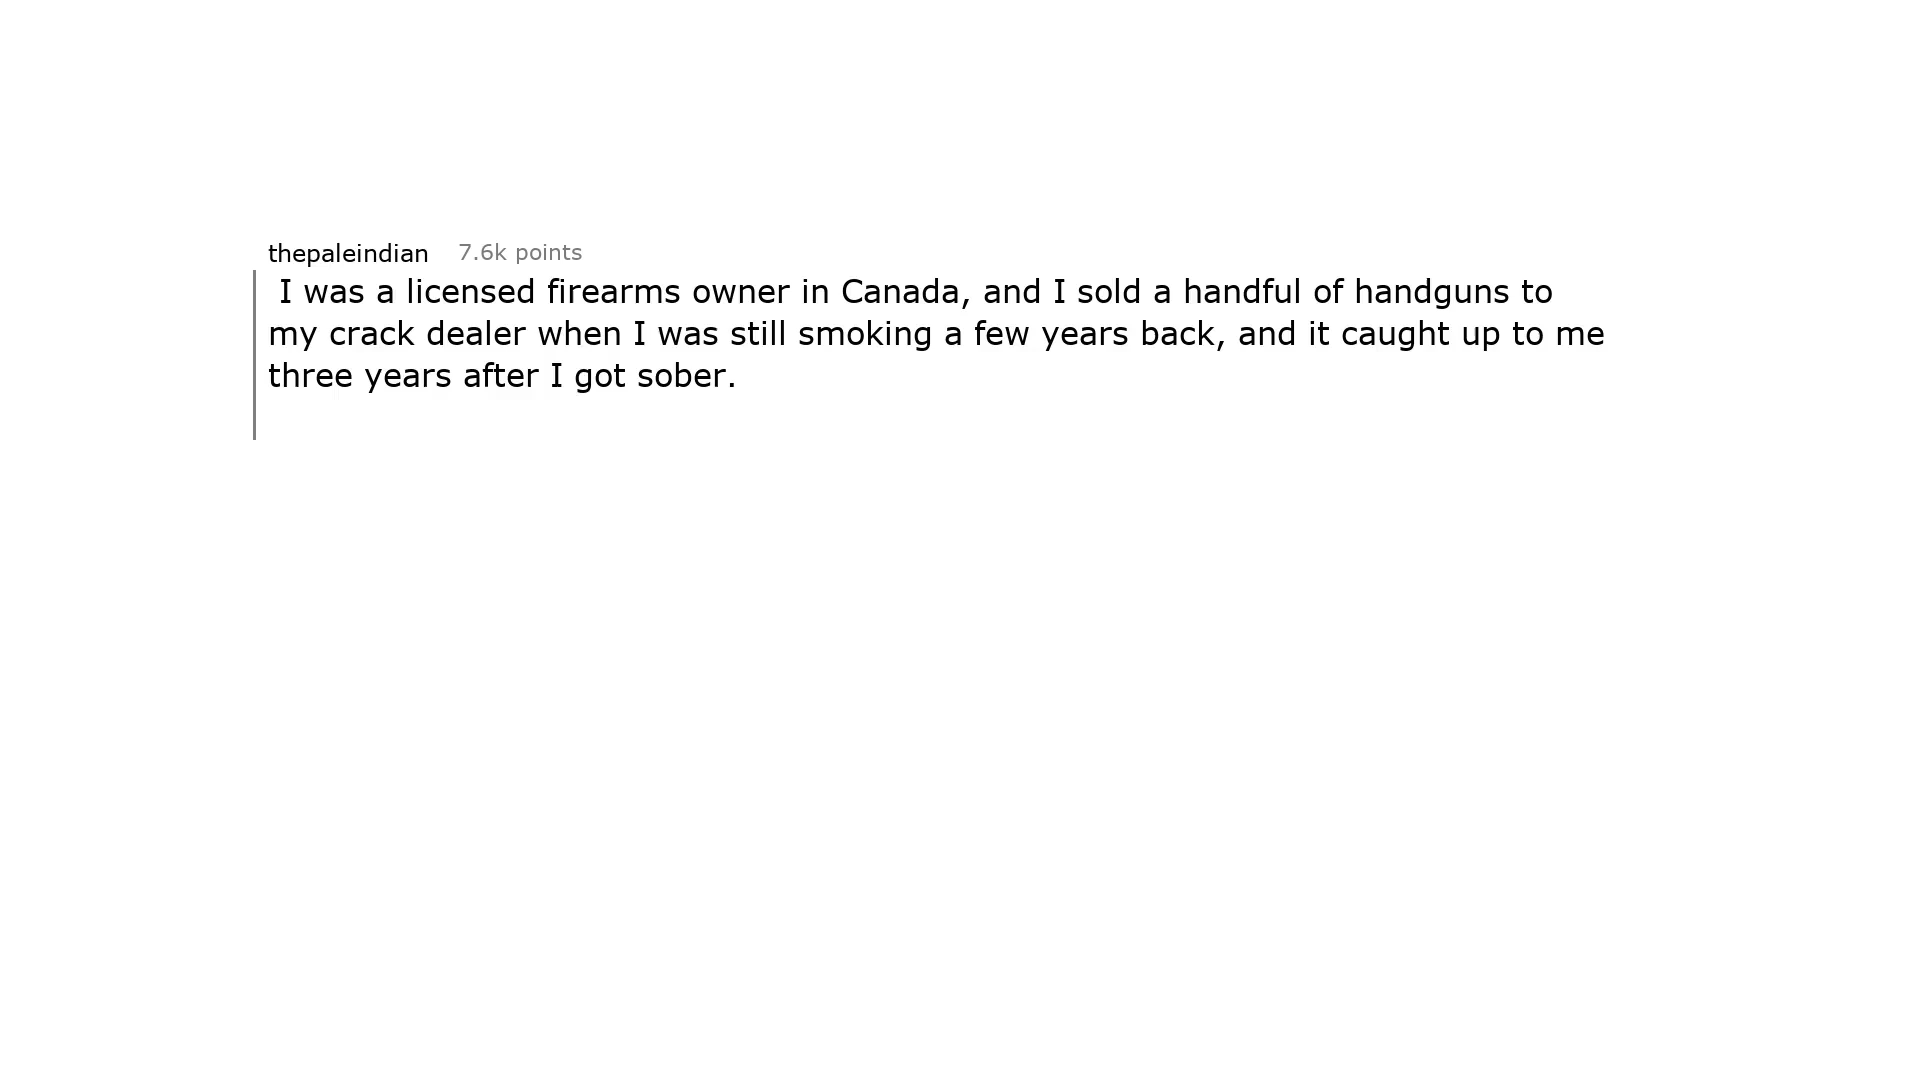 thepaleindian 7.6k points
I was a licensed firearms owner in Canada, and I sold a handful of handguns to
my crack dealer when I was still smoking a few years back, and it caught up to me
three years after I got sober.